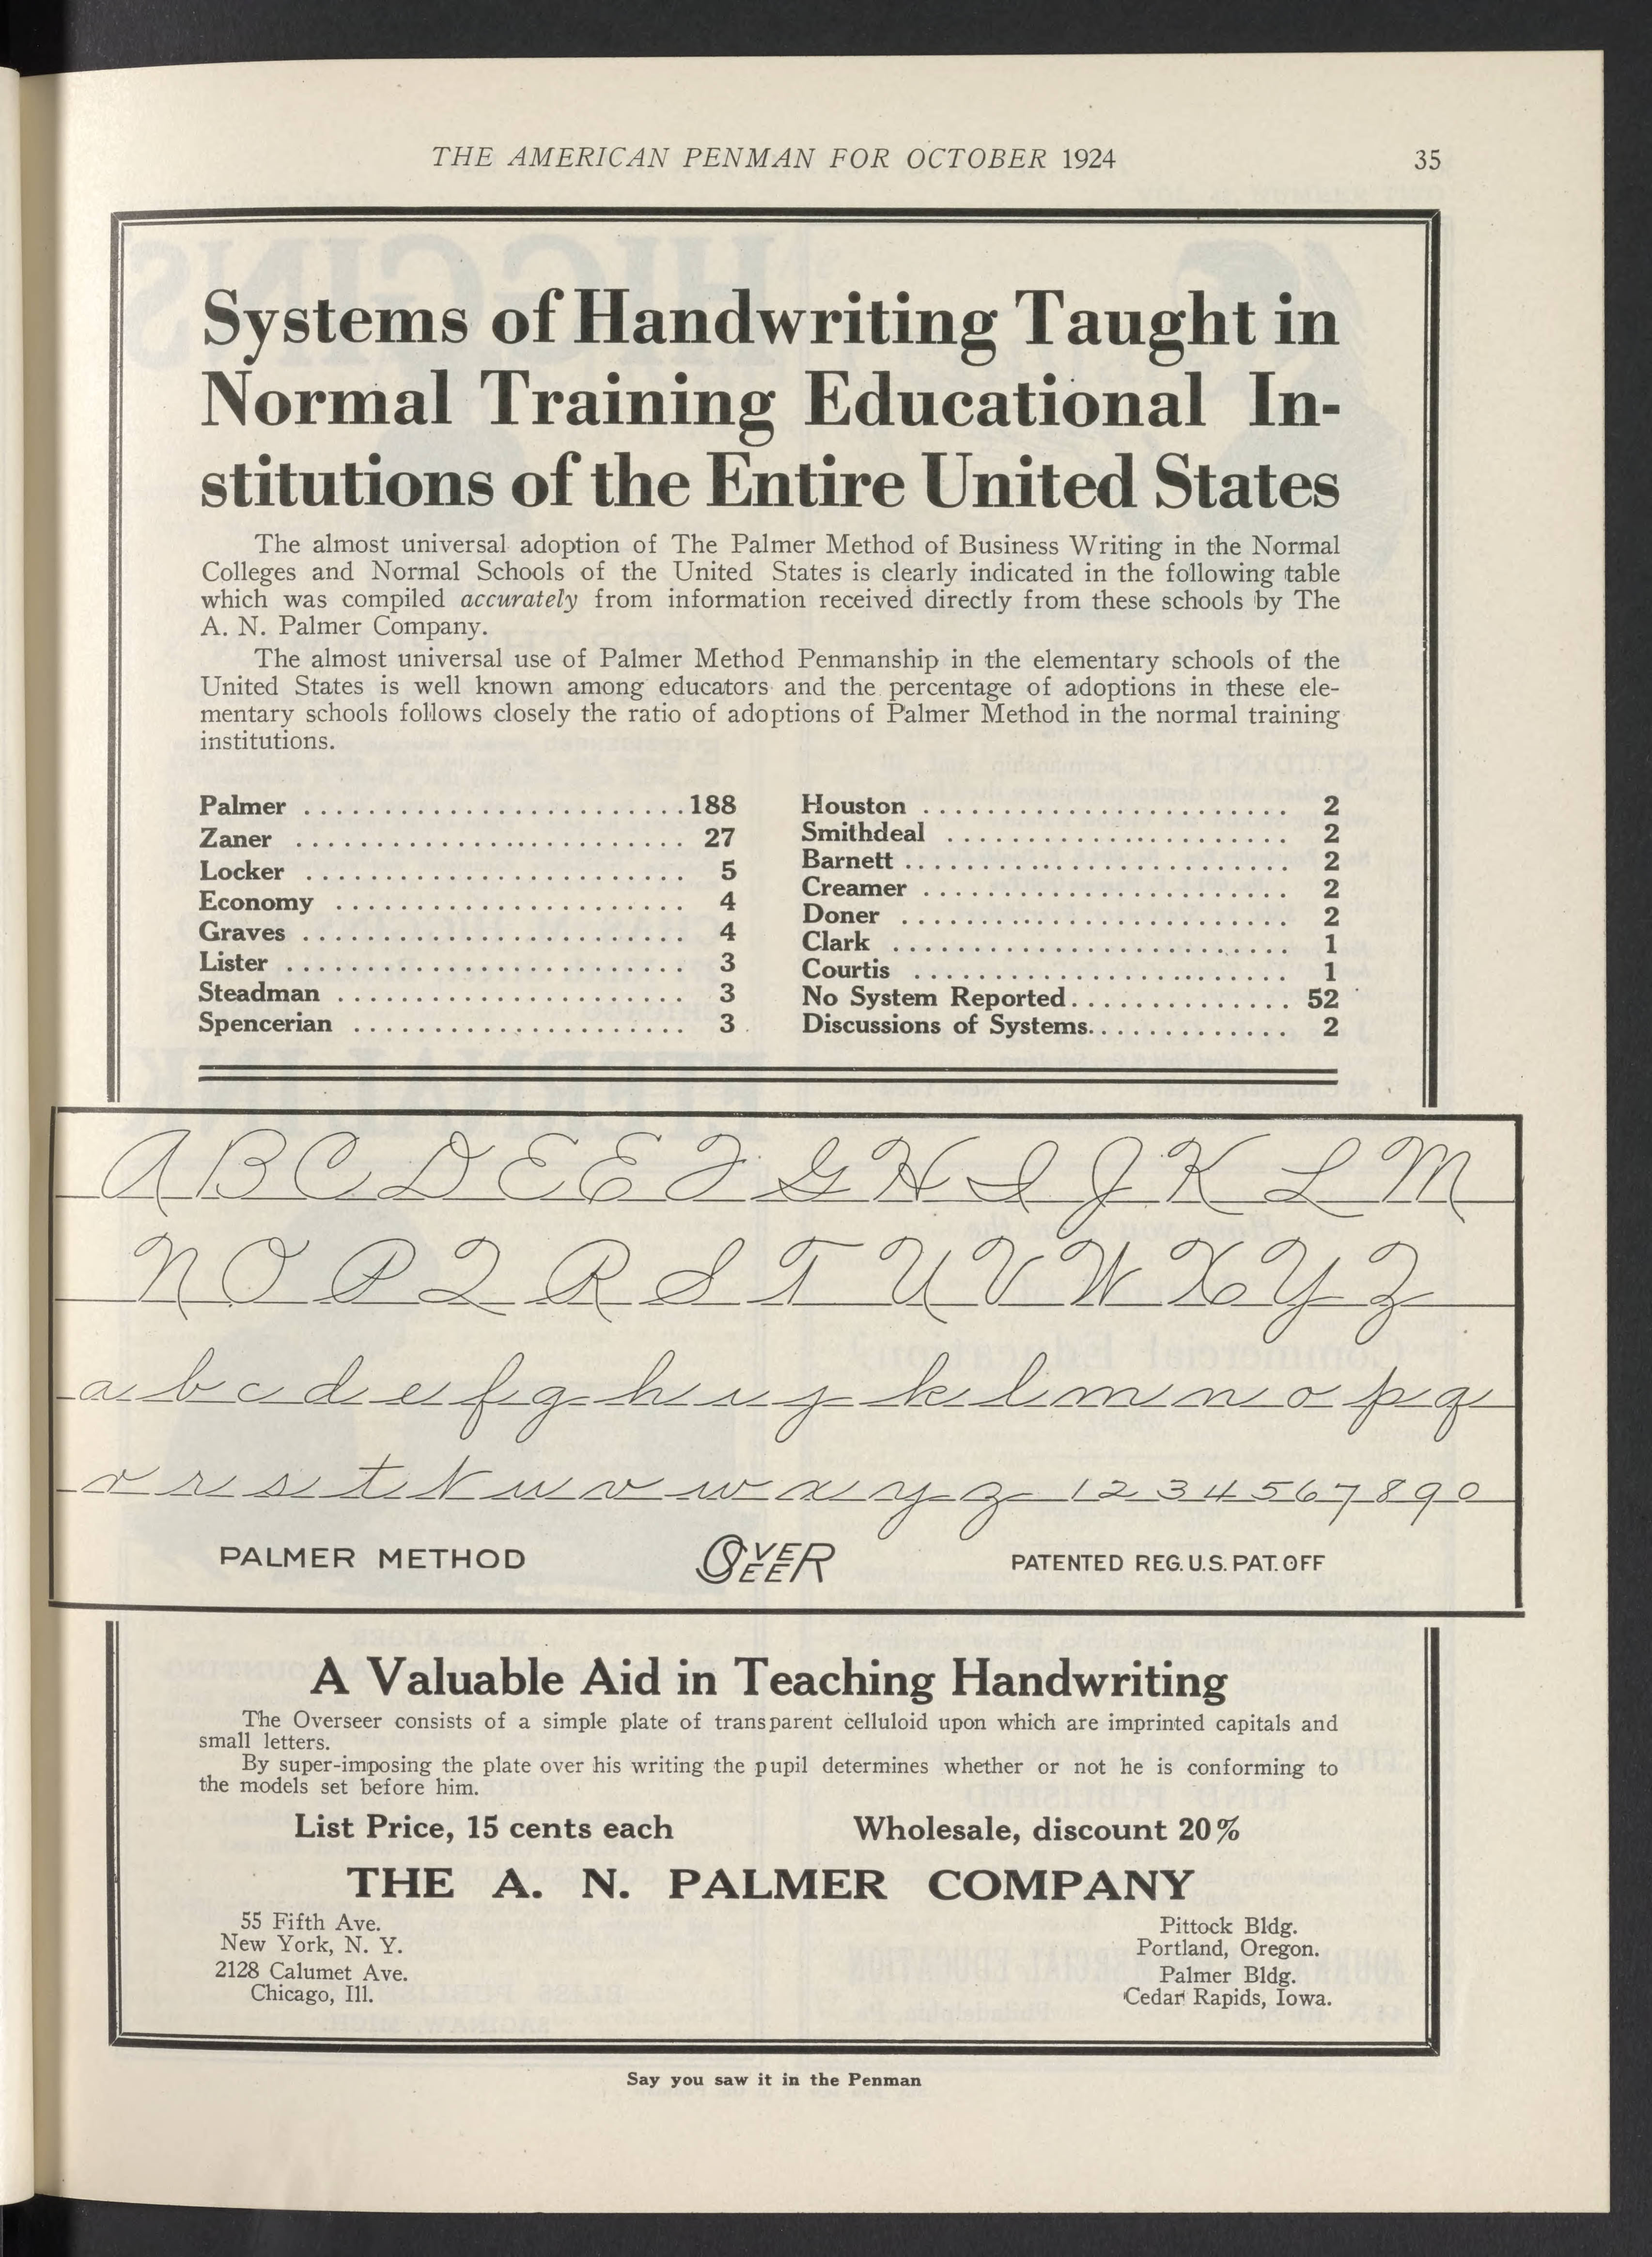 THE AMERICAN PENMAN FOR OCTOBER 1924 35
Systems of Handwriting Taught in
Normal Training Educational In-
stitutions of the Entire United States
The almost universal adoption of The Palmer Method of Business Writing in the Normal
Colleges and Normal Schools of the United States is clearly indicated in the following table
which was compiled accurately from information received directly from these schools by The
A. N. Palmer Company.
The almost universal use of Palmer Method Penmanship in the elementary schools of the
United States is well known among educators and the percentage of adoptions in these ele-
mentary schools follows closely the ratio of adoptions of Palmer Method in the normal training
institutions.
Palmer ........................188
Zaner ........................ 27
Locker ........................ 5
Economy ...................... 4
Graves ........................ 4
Lister ......................... 3
Steadman ...................... 3
Spencerian ..................... 3
Houston ....................... 2
Smithdeal ...................... 2
Barnett ........................ 2
Creamer ....................... 2
Doner ........................ 2
Clark ......................... 1
Courtis ........................ 1
No System Reported.............. 52
Discussions of Systems............. 2
A B C D E E F G H I J K L M
N O P Q R S T U V W X Y Z
a b c d e f g h i j k l m n o p q
r r s t t u v w x y z 1 2 3 4 5 6 7 8 9 0
PALMER METHOD OVERSEER PATENTED REG. U.S. PAT. OFF
A Valuable Aid in Teaching Handwriting
The Overseer consists of a simple plate of transparent celluloid upon which are imprinted capitals and
small letters.
By super-imposing the plate over his writing the pupil determines whether or not he is conforming to
the models set before him.
List Price, 15 cents each Wholesale, discount 20%
THE A. N. PALMER COMPANY
55 Fifth Ave.
New York, N. Y.
2128 Calumet Ave.
Chicago, Ill.
Pittock Bldg.
Portland, Oregon.
Palmer Bldg.
Cedar Rapids, Iowa.
Say you saw it in the Penman